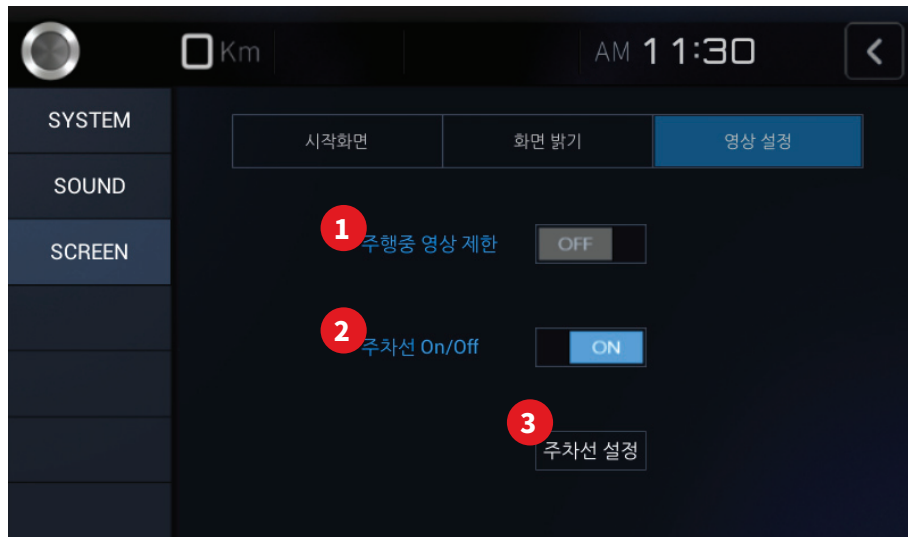 0 Km AM 11:30
SYSTEM
SOUND
SCREEN
시작화면 화면 밝기 영상 설정
1 주행중 영상 제한 OFF
2 주차선 On/Off ON
3 주차선 설정